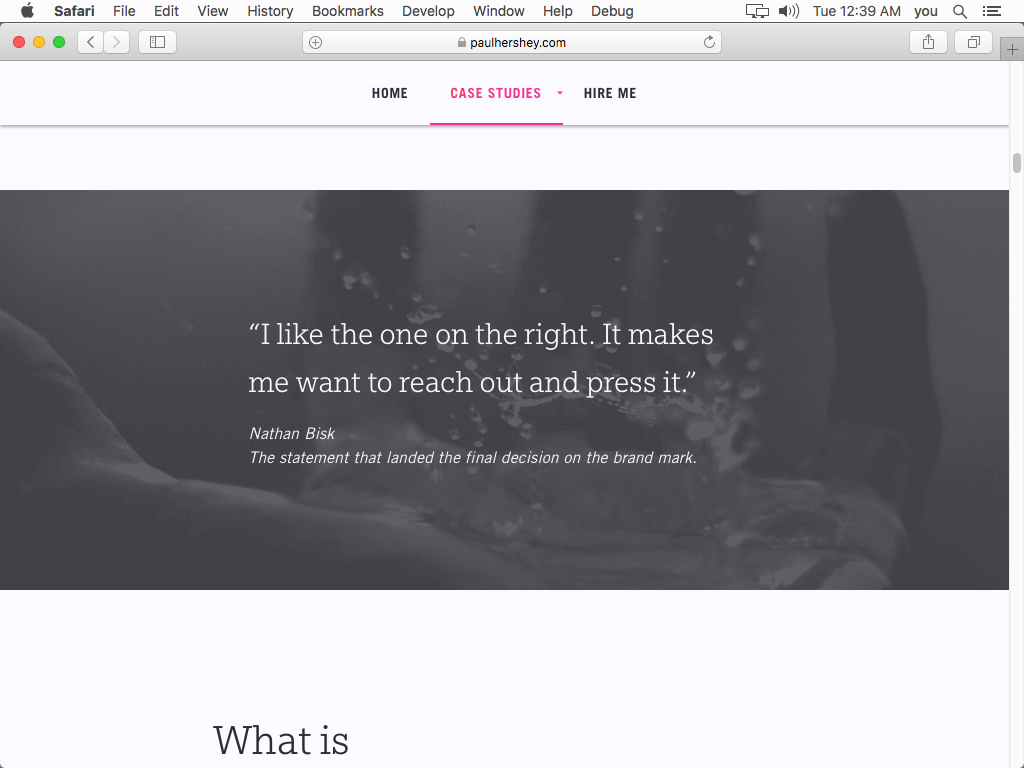 Safari File Edit View History Bookmarks Develop Window Help Debug Tue 12:39 AM you
paulhershey.com
HOME CASE STUDIES HIRE ME
“I like the one on the right. It makes
me want to reach out and press it.”
Nathan Bisk
The statement that landed the final decision on the brand mark.
What is